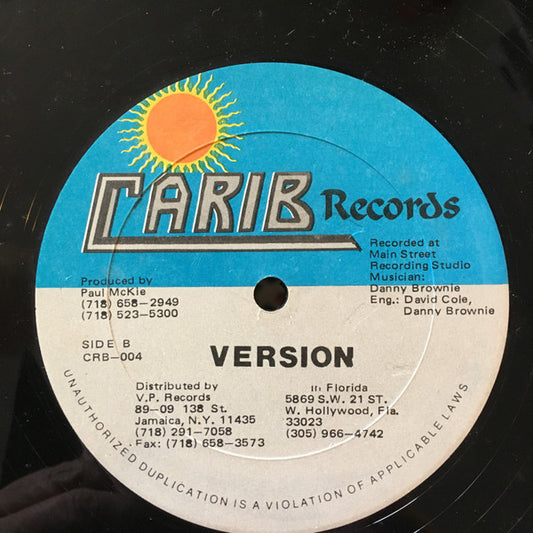 CARIB Records
Recorded at
Main Street
Recording Studio
Musician:
Danny Brownie
Eng.: David Cole,
Danny Brownie
Produced by
Paul McKie
(718) 658-2949
(718) 523-5300
SIDE B
CRB-004
VERSION
Distributed by
V.P. Records
89-09 138 St.
Jamaica, N.Y. 11435
(718) 291-7058
Fax: (718) 658-3573
In Florida
5869 S.W. 21 ST.
W. Hollywood, Fla.
33023
(305) 966-4742
UNAUTHORIZED DUPLICATION IS A VIOLATION OF APPLICABLE LAWS